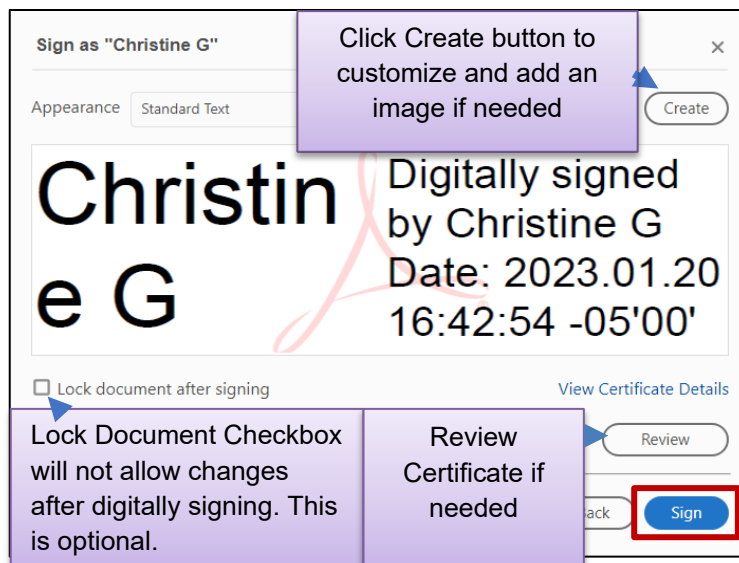 Sign as "Christine G"
Click Create button to
customize and add an
image if needed
Appearance
Standard Text
Create
Christin
e G
Digitally signed
by Christine G
Date: 2023.01.20
16:42:54 -05'00'
Lock document after signing
View Certificate Details
Lock Document Checkbox
will not allow changes
after digitally signing. This
is optional.
Review
Certificate if
needed
Review
Sign